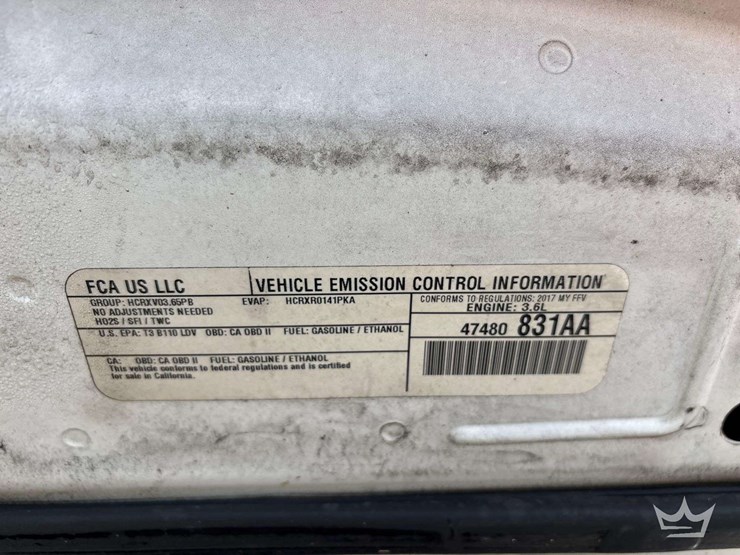 FCA US LLC
VEHICLE EMISSION CONTROL INFORMATION
GROUP: HCRXV03.65PB EVAP: HCRXR0141PKA
NO ADJUSTMENTS NEEDED
HO2S / SFI / TWC
CONFORMS TO REGULATIONS: 2017 MY FFV
ENGINE: 3.6L
U.S. EPA: T3 B110 LDV OBD: CA OBD II FUEL: GASOLINE / ETHANOL
47480 831AA
CA: OBD: CA OBD II FUEL: GASOLINE / ETHANOL
This vehicle conforms to federal regulations and is certified
for sale in California.